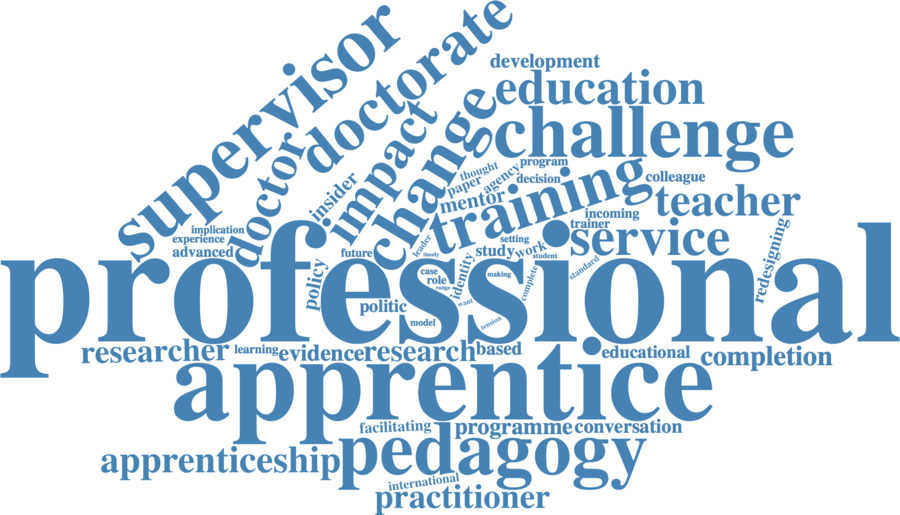 supervisor
doctorate
doctor
development
education
change
challenge
impact
thought
program
paper
agency
decision
colleague
insider
mentor
training
teacher
implication
experience
advanced
incoming
trainer
service
redesigning
professional
future
leader
timely
study
setting
work
student
policy
case
role
range
identity
making
complete
standard
want
politic
model
tension
researcher
learning
evidence
research
based
educational
completion
apprentice
facilitating
programme
conversation
apprenticeship
pedagogy
international
practitioner